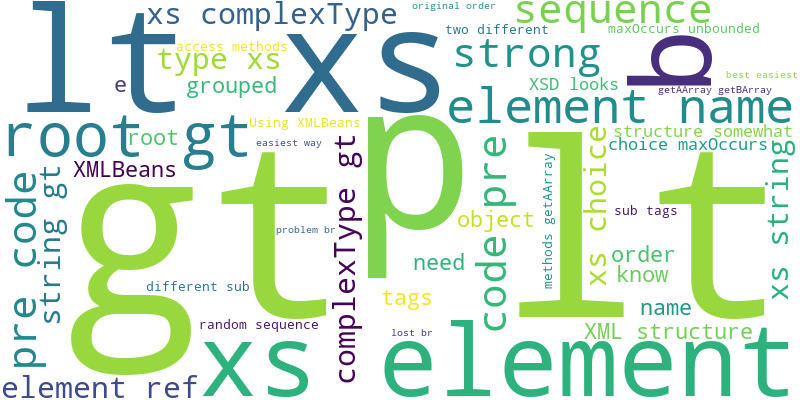 original order
sequence
xs complexType
lt
xs
access methods
two different
maxOccurs unbounded
type xs
strong
b
best easiest
e
grouped
XSD looks
getAArray getBArray
element name
root gt
root
Using XMLBeans
p
lt
structure somewhat
easiest way
choice maxOccurs
XMLBeans
gt
complexType gt
code pre
methods getAArray
xs choice
xs string
pre code
string gt
sub tags
object
problem br
order
need
know
different sub
tags
name
random sequence
lost br
XML structure
element ref
xs
element